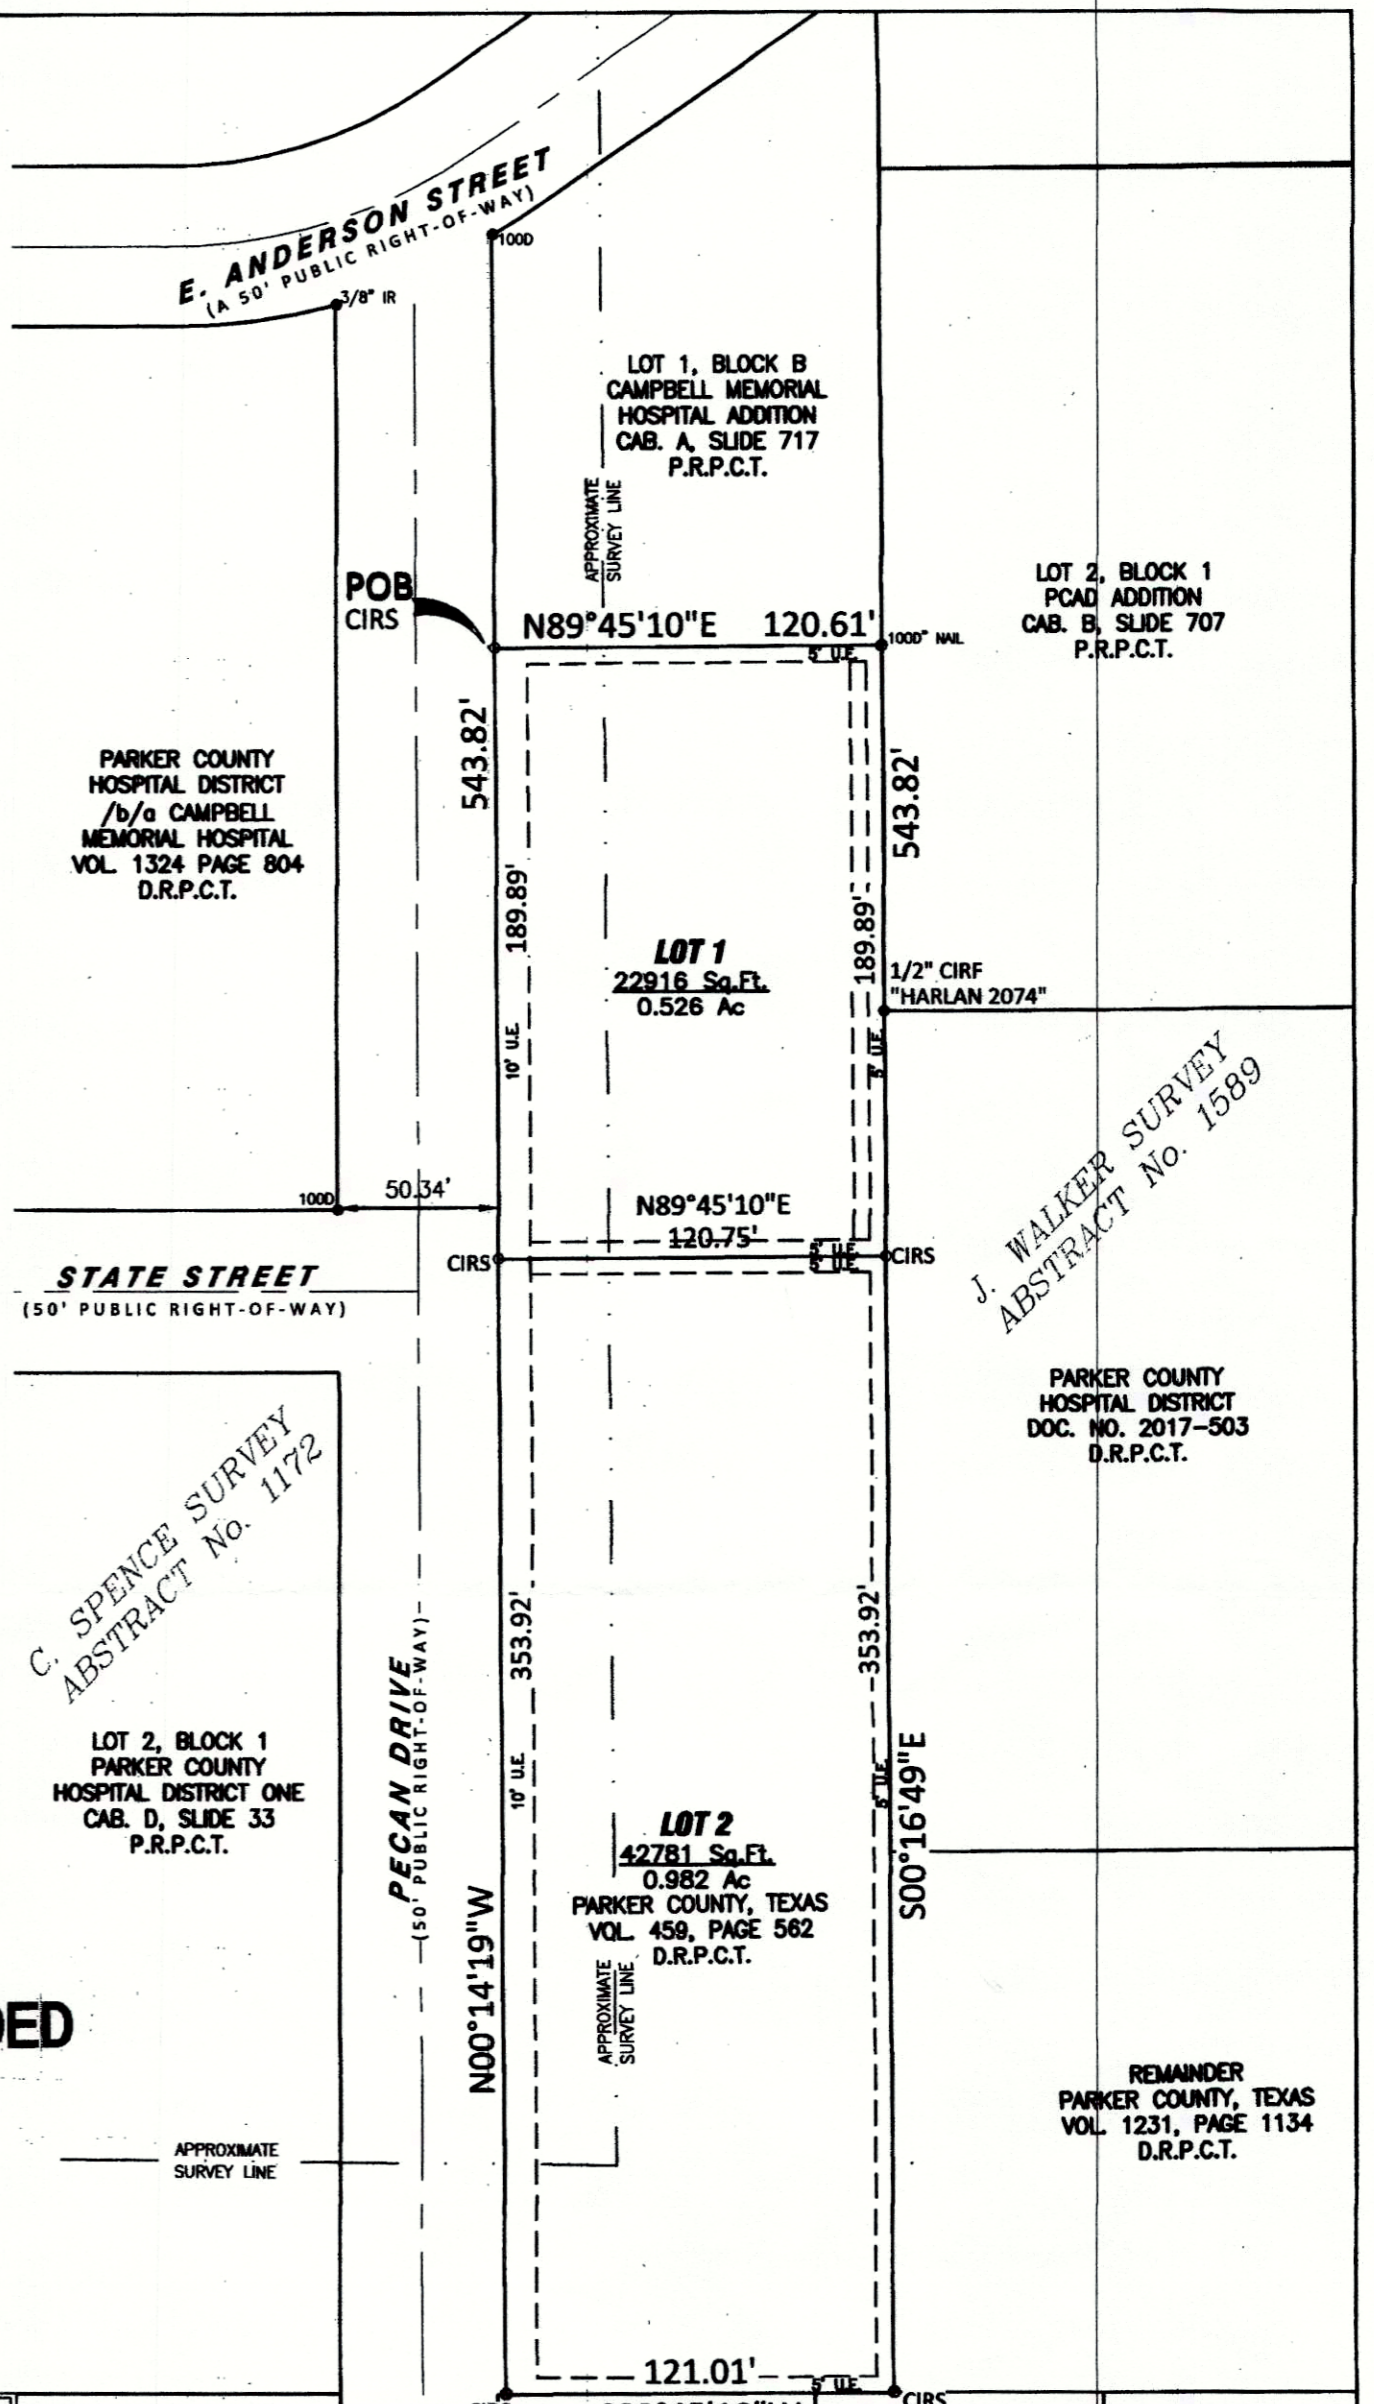 E. ANDERSON STREET
(A 50' PUBLIC RIGHT-OF-WAY)
100D
3/8" IR
LOT 1, BLOCK B
CAMPBELL MEMORIAL
HOSPITAL ADDITION
CAB. A, SLIDE 717
P.R.P.C.T.
APPROXIMATE
SURVEY LINE
POB
CIRS
N89°45'10"E 120.61'
100D" NAIL
5' U.E.
LOT 2, BLOCK 1
PCAD ADDITION
CAB. B, SLIDE 707
P.R.P.C.T.
543.82'
543.82'
PARKER COUNTY
HOSPITAL DISTRICT
/b/a CAMPBELL
MEMORIAL HOSPITAL
VOL. 1324 PAGE 804
D.R.P.C.T.
189.89'
189.89'
LOT 1
22916 Sq.Ft.
0.526 Ac
1/2" CIRF
"HARLAN 2074"
10' U.E.
5' U.E.
J. WALKER SURVEY
ABSTRACT No. 1589
100D
50.34'
N89°45'10"E
120.75'
CIRS
5' U.E.
5' U.E.
CIRS
STATE STREET
(50' PUBLIC RIGHT-OF-WAY)
PARKER COUNTY
HOSPITAL DISTRICT
DOC. NO. 2017-503
D.R.P.C.T.
C. SPENCE SURVEY
ABSTRACT No. 1172
353.92'
353.92'
PECAN DRIVE
(50' PUBLIC RIGHT-OF-WAY)
LOT 2, BLOCK 1
PARKER COUNTY
HOSPITAL DISTRICT ONE
CAB. D, SLIDE 33
P.R.P.C.T.
10' U.E.
5' U.E.
S00°16'49"E
LOT 2
42781 Sq.Ft.
0.982 Ac
PARKER COUNTY, TEXAS
VOL. 459, PAGE 562
D.R.P.C.T.
N00°14'19"W
APPROXIMATE
SURVEY LINE
DED
REMAINDER
PARKER COUNTY, TEXAS
VOL. 1231, PAGE 1134
D.R.P.C.T.
APPROXIMATE
SURVEY LINE
121.01'
5' U.E.
CIRS